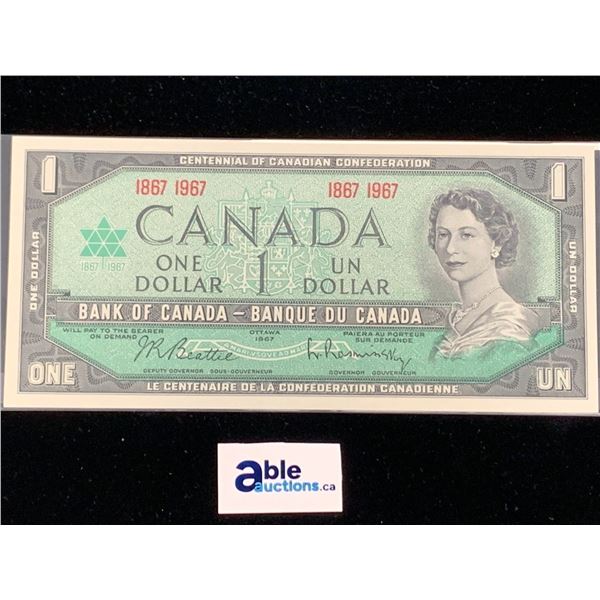 CENTENNIAL OF CANADIAN CONFEDERATION
1 1867 1967 1867 1967 1
CANADA
1867 1967
ONE DOLLAR
ONE 1 UN
DOLLAR DOLLAR
UN DOLLAR
BANK OF CANADA – BANQUE DU CANADA
WILL PAY TO THE BEARER OTTAWA PAIERA AU PORTEUR
ON DEMAND 1967 SUR DEMANDE
J R Beattie L. Rasminsky
DEPUTY GOVERNOR SOUS-GOUVERNEUR GOVERNOR GOUVERNEUR
ONE UN
LE CENTENAIRE DE LA CONFEDERATION CANADIENNE
able
auctions.ca